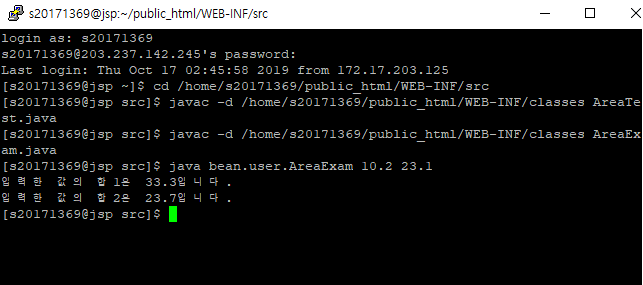 s20171369@jsp:~/public_html/WEB-INF/src
login as: s20171369
s20171369@203.237.142.245's password:
Last login: Thu Oct 17 02:45:58 2019 from 172.17.203.125
[s20171369@jsp ~]$ cd /home/s20171369/public_html/WEB-INF/src
[s20171369@jsp src]$ javac -d /home/s20171369/public_html/WEB-INF/classes AreaTe
st.java
[s20171369@jsp src]$ javac -d /home/s20171369/public_html/WEB-INF/classes AreaEx
am.java
[s20171369@jsp src]$ java bean.user.AreaExam 10.2 23.1
입력한 값의 합1은 33.3입니다.
입력한 값의 합2은 23.7입니다.
[s20171369@jsp src]$